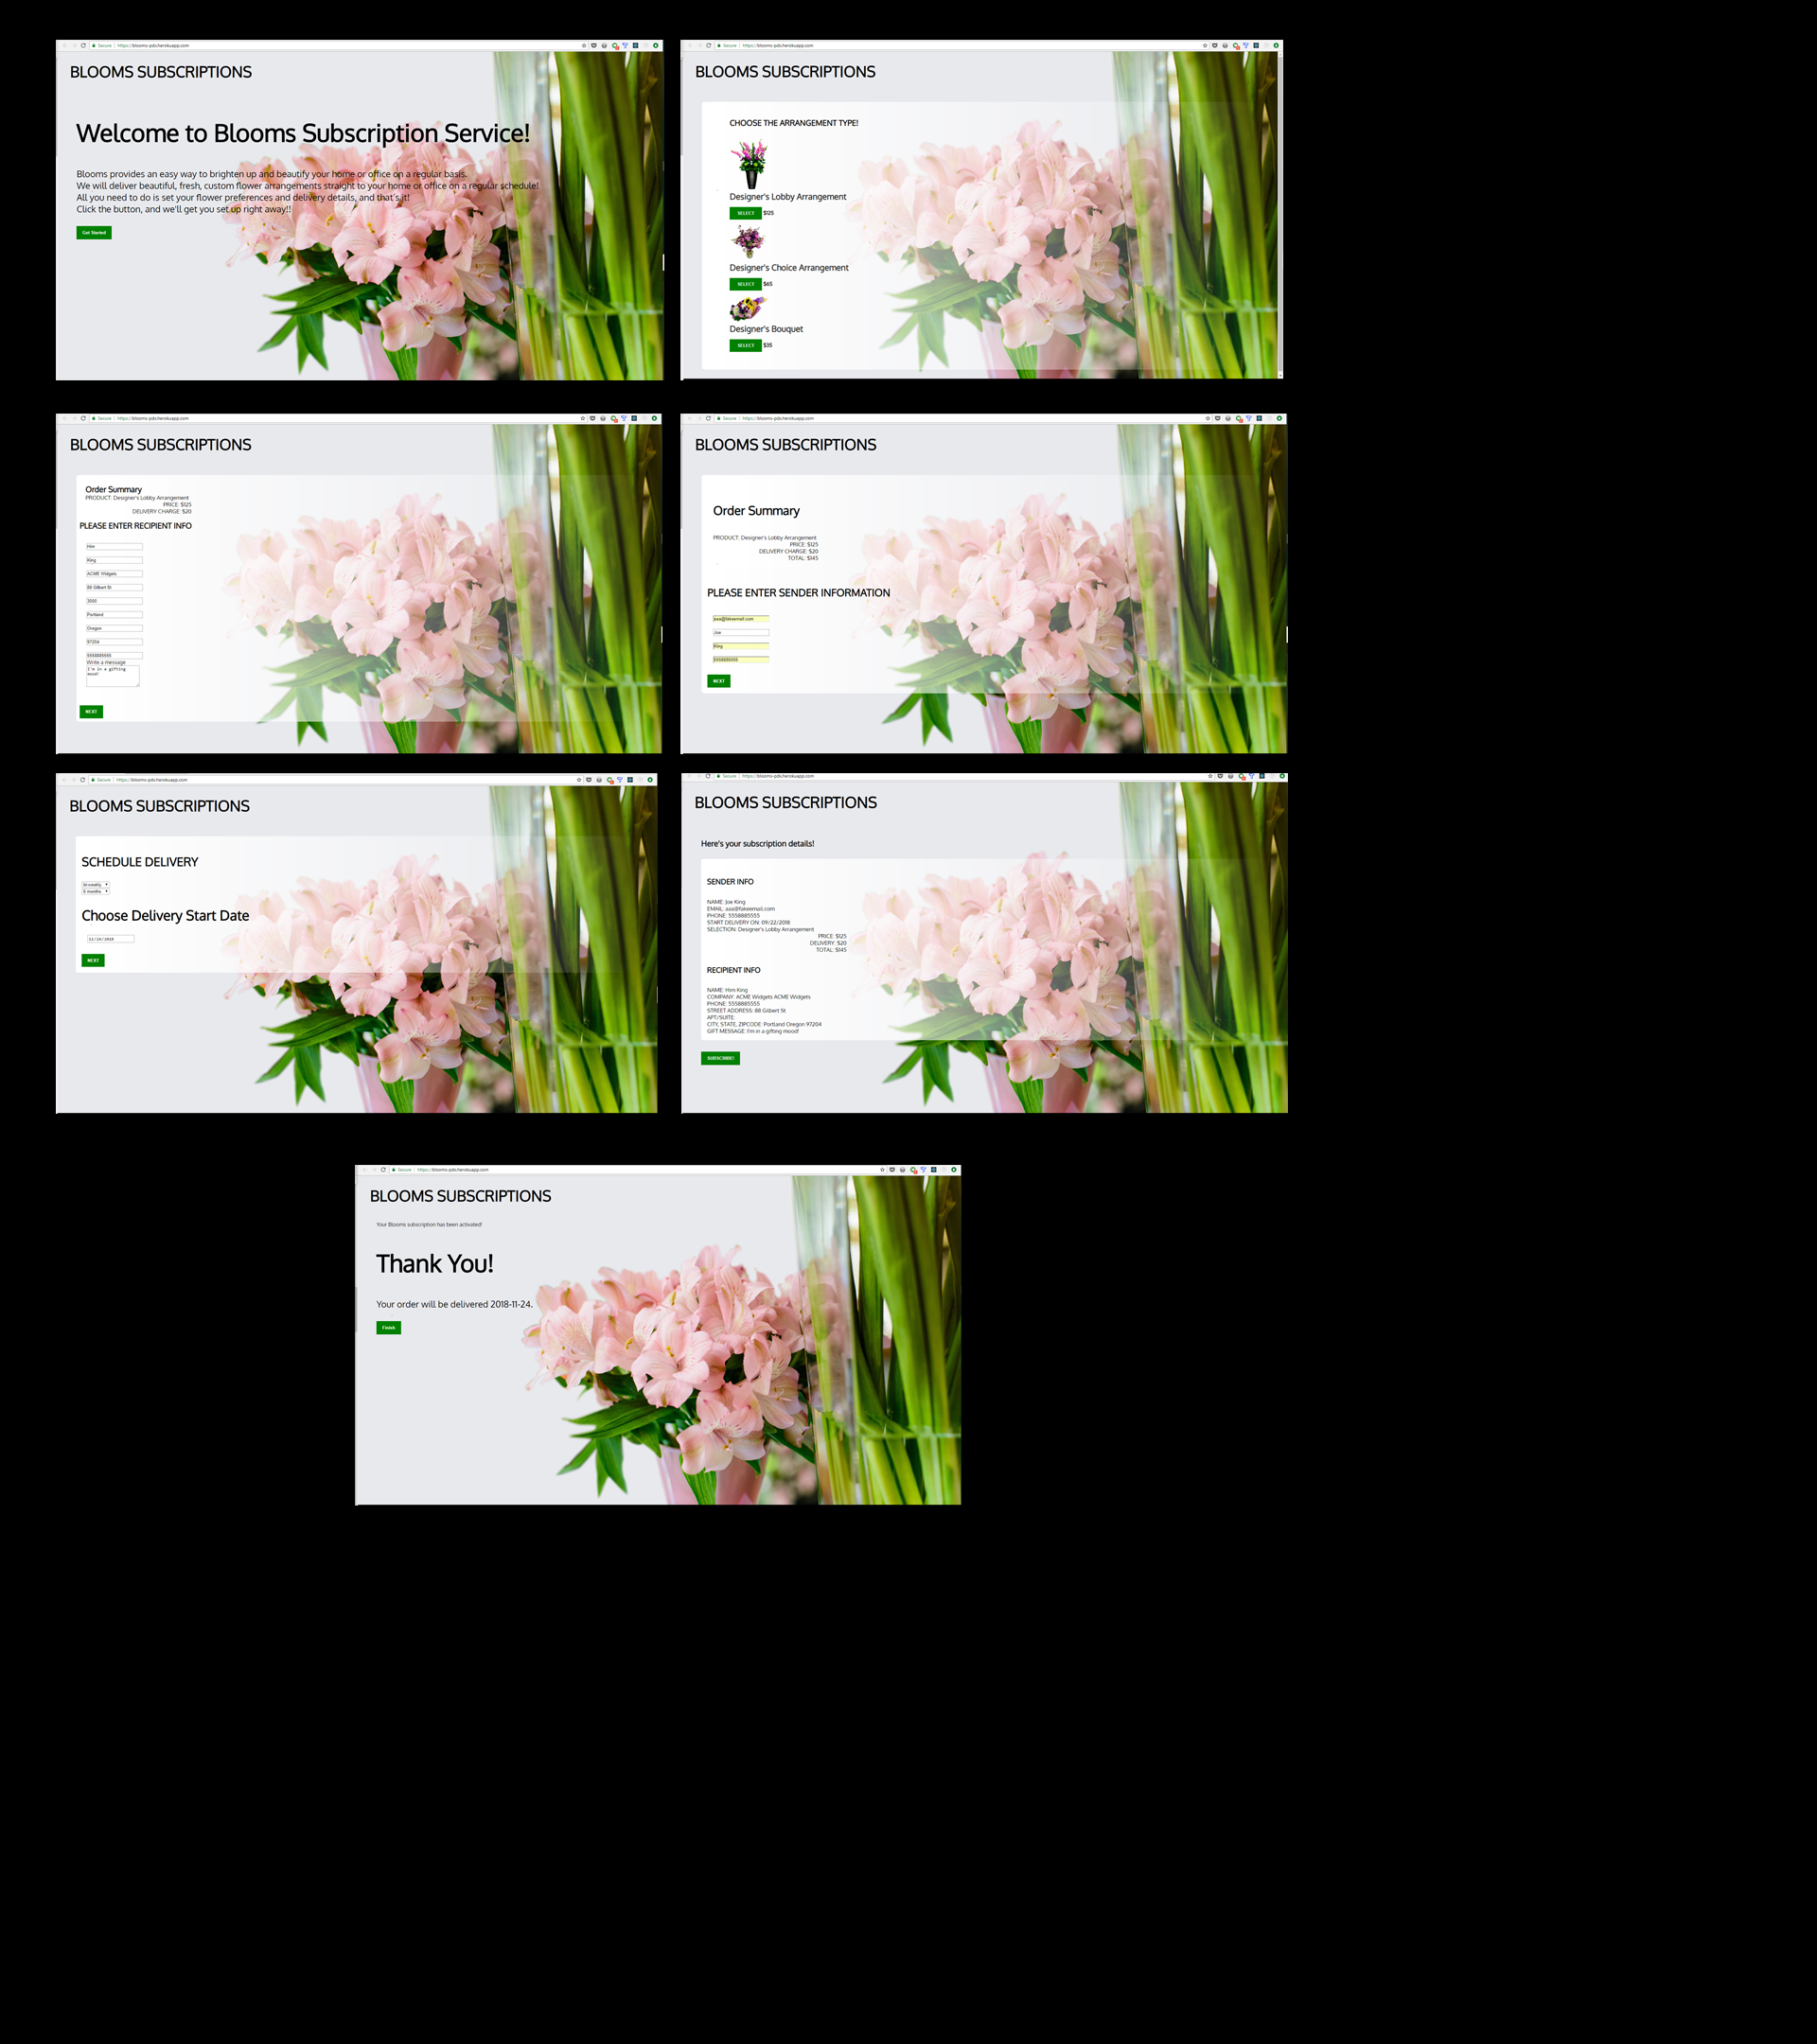 Secure | https://blooms-pds.herokuapp.com
BLOOMS SUBSCRIPTIONS
Welcome to Blooms Subscription Service!
Blooms provides an easy way to brighten up and beautify your home or office on a regular basis.
We will deliver beautiful, fresh, custom flower arrangements straight to your home or office on a regular schedule!
All you need to do is set your flower preferences and delivery details, and that's it!
Click the button, and we'll get you set up right away!!
Get Started
Secure | https://blooms-pds.herokuapp.com
BLOOMS SUBSCRIPTIONS
CHOOSE THE ARRANGEMENT TYPE!
Designer's Lobby Arrangement
SELECT $125
Designer's Choice Arrangement
SELECT $65
Designer's Bouquet
SELECT $35
Secure | https://blooms-pds.herokuapp.com
BLOOMS SUBSCRIPTIONS
Order Summary
PRODUCT: Designer's Lobby Arrangement
PRICE: $125
DELIVERY CHARGE: $20
PLEASE ENTER RECIPIENT INFO
Him
King
ACME Widgets
88 Gilbert St
3000
Portland
Oregon
97204
5558885555
Write a message
I'm in a gifting
mood!
NEXT
Secure | https://blooms-pds.herokuapp.com
BLOOMS SUBSCRIPTIONS
Order Summary
PRODUCT: Designer's Lobby Arrangement
PRICE: $125
DELIVERY CHARGE: $20
TOTAL: $145
PLEASE ENTER SENDER INFORMATION
aaa@fakeemail.com
Joe
King
5558885555
NEXT
Secure | https://blooms-pds.herokuapp.com
BLOOMS SUBSCRIPTIONS
SCHEDULE DELIVERY
bi-weekly
6 months
Choose Delivery Start Date
11/24/2018
NEXT
Secure | https://blooms-pds.herokuapp.com
BLOOMS SUBSCRIPTIONS
Here's your subscription details!
SENDER INFO
NAME: Joe King
EMAIL: aaa@fakeemail.com
PHONE: 5558885555
START DELIVERY ON: 09/22/2018
SELECTION: Designer's Lobby Arrangement
PRICE: $125
DELIVERY: $20
TOTAL: $145
RECIPIENT INFO
NAME: Him King
COMPANY: ACME Widgets ACME Widgets
PHONE: 5558885555
STREET ADDRESS: 88 Gilbert St
APT/SUITE:
CITY, STATE, ZIPCODE: Portland Oregon 97204
GIFT MESSAGE: I'm in a gifting mood!
SUBSCRIBE!
Secure | https://blooms-pds.herokuapp.com
BLOOMS SUBSCRIPTIONS
Your Blooms subscription has been activated!
Thank You!
Your order will be delivered 2018-11-24.
Finish